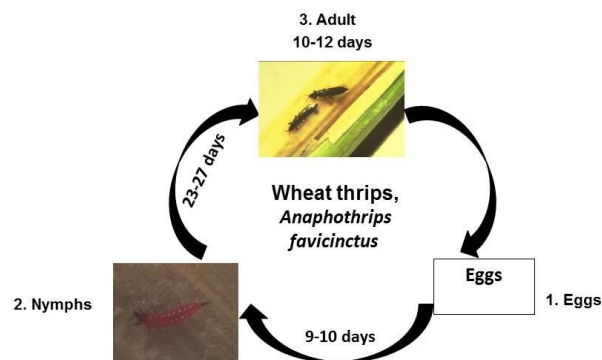 3. Adult
10-12 days
23-27 days
Wheat thrips,
Anaphothrips
favicinctus
Eggs
2. Nymphs
1. Eggs
9-10 days